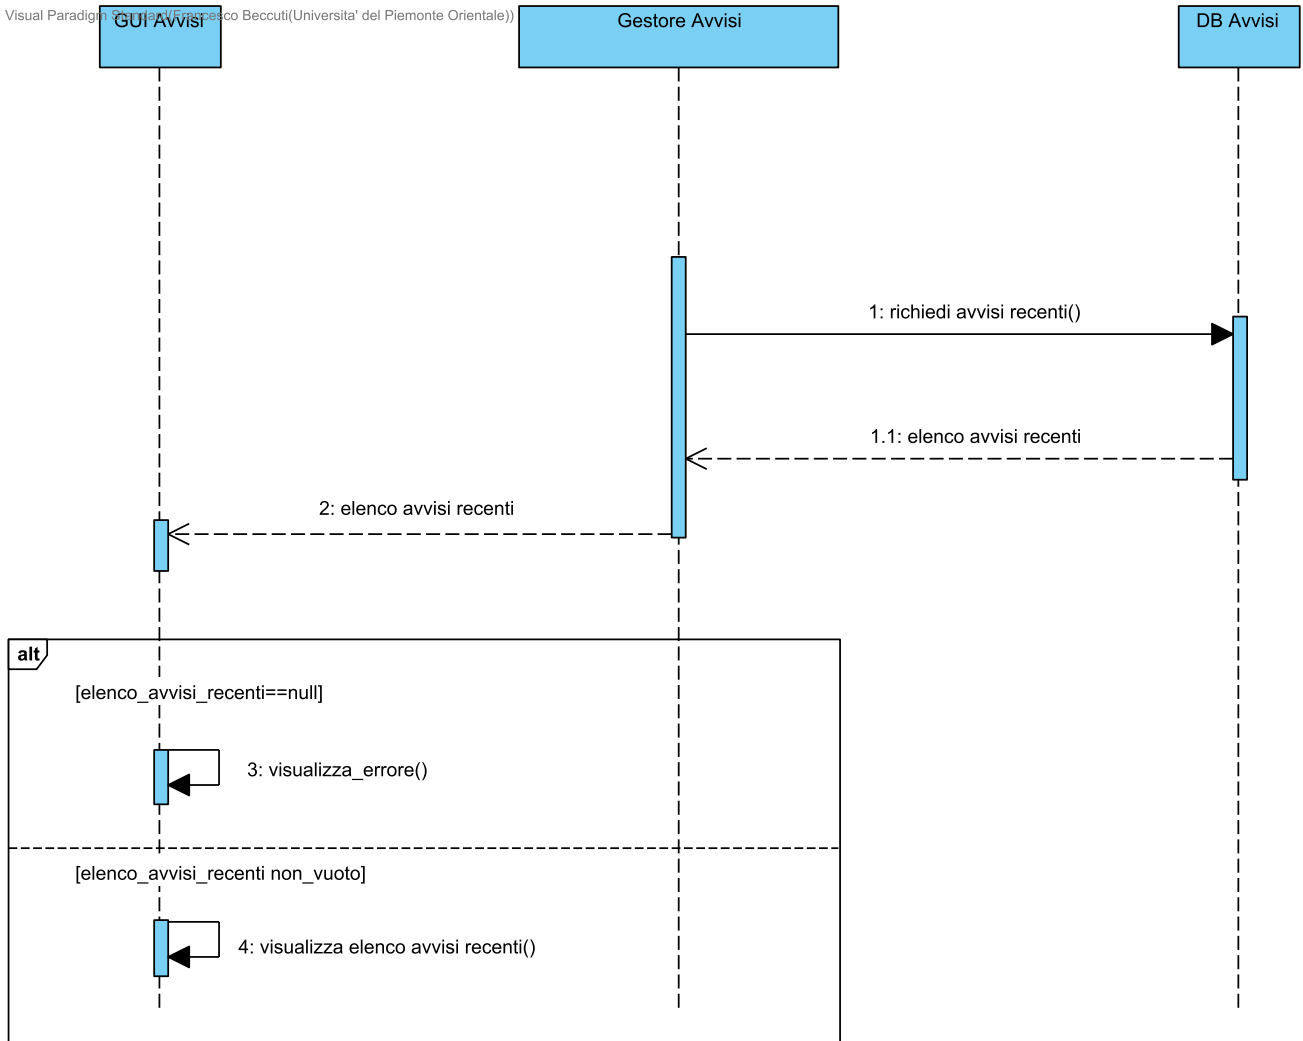 Visual Paradigm Standard(Francesco Beccuti(Universita' del Piemonte Orientale))
GUI Avvisi
Gestore Avvisi
DB Avvisi
1: richiedi avvisi recenti()
1.1: elenco avvisi recenti
2: elenco avvisi recenti
alt
[elenco_avvisi_recenti==null]
3: visualizza_errore()
[elenco_avvisi_recenti non_vuoto]
4: visualizza elenco avvisi recenti()